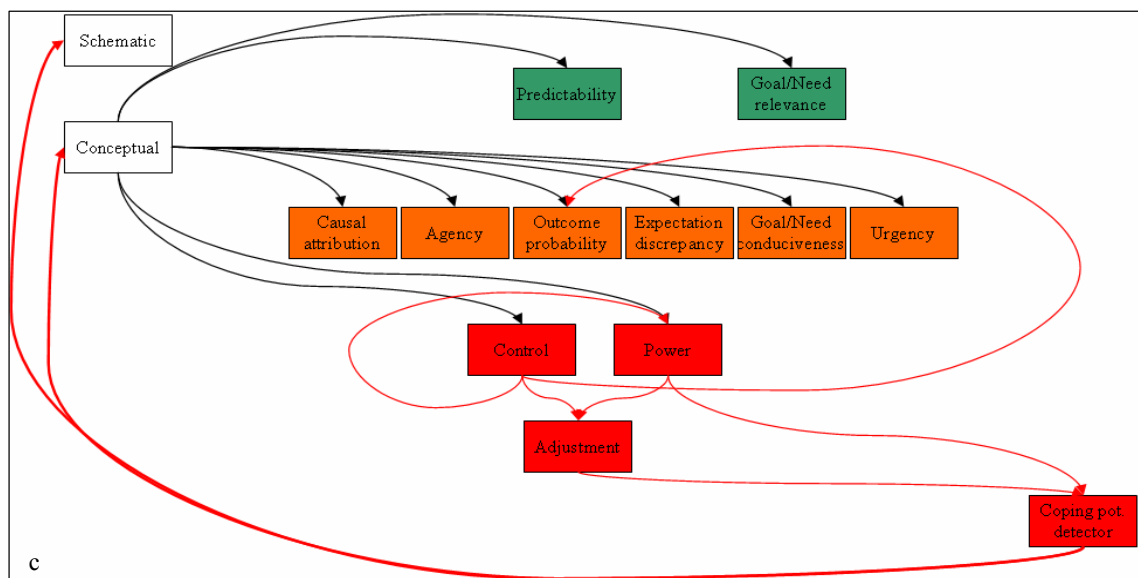 Schematic
Predictability
Goal/Need
relevance
Conceptual
Causal
attribution
Agency
Outcome
probability
Expectation
discrepancy
Goal/Need
conduciveness
Urgency
Control
Power
Adjustment
Coping pot.
detector
c